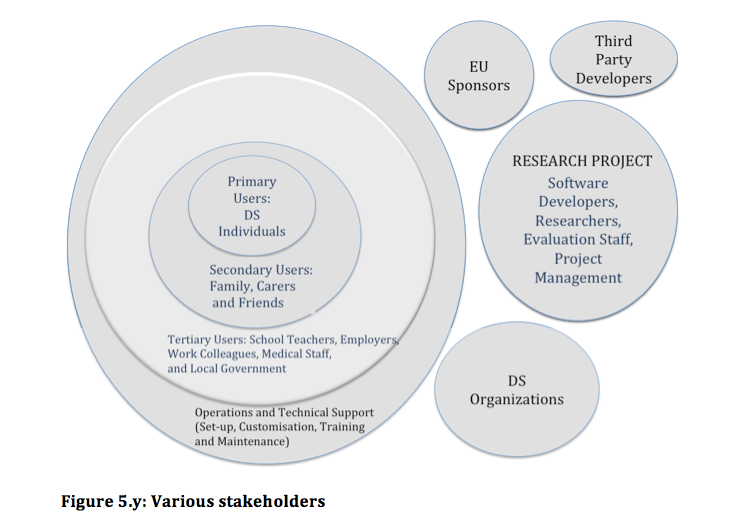 EU
Sponsors
Third
Party
Developers
Primary
Users:
DS
Individuals
Secondary Users:
Family, Carers
and Friends
Tertiary Users: School Teachers, Employers,
Work Colleagues, Medical Staff,
and Local Government
Operations and Technical Support
(Set-up, Customisation, Training
and Maintenance)
RESEARCH PROJECT
Software
Developers,
Researchers,
Evaluation Staff,
Project
Management
DS
Organizations
Figure 5.y: Various stakeholders